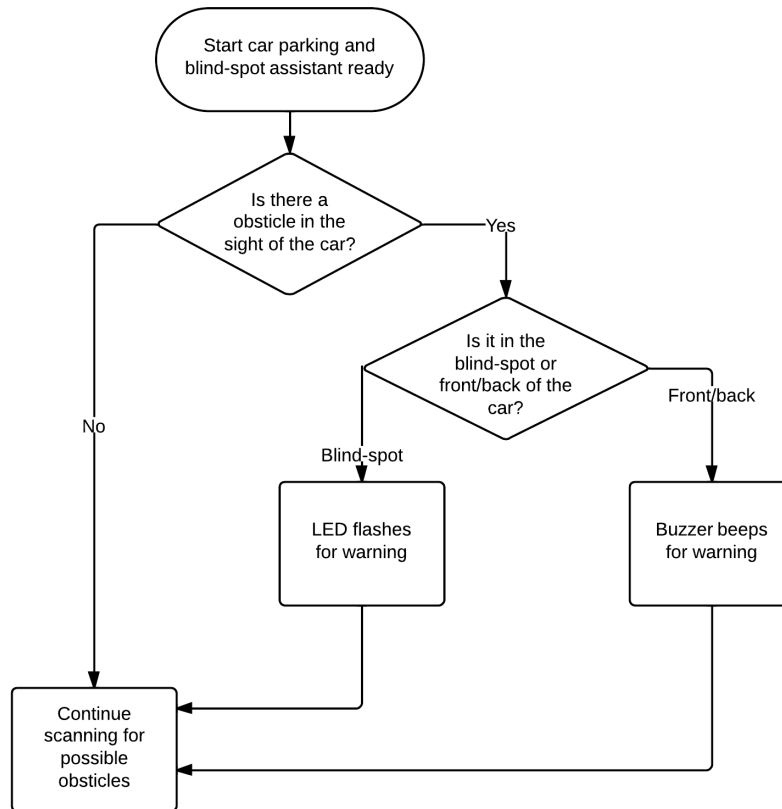 Start car parking and
blind-spot assistant ready
Is there a
obsticle in the
sight of the car?
Yes
Is it in the
blind-spot or
front/back of the
car?
Front/back
No
Blind-spot
LED flashes
for warning
Buzzer beeps
for warning
Continue
scanning for
possible
obsticles